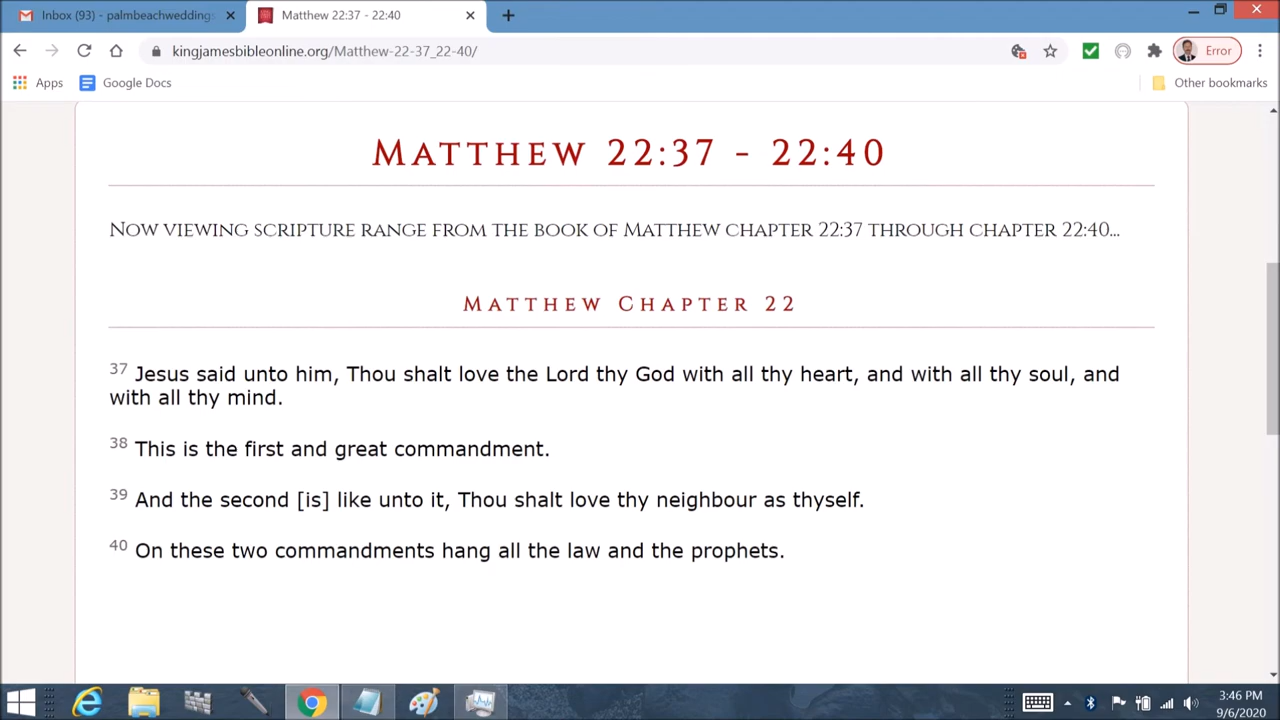 Inbox (93) - palmbeachweddings
Matthew 22:37 - 22:40
kingjamesbibleonline.org/Matthew-22-37_22-40/
Error
Apps
Google Docs
Other bookmarks
Matthew 22:37 - 22:40
Now viewing scripture range from the book of Matthew chapter 22:37 through chapter 22:40...
Matthew Chapter 22
37 Jesus said unto him, Thou shalt love the Lord thy God with all thy heart, and with all thy soul, and
with all thy mind.
38 This is the first and great commandment.
39 And the second [is] like unto it, Thou shalt love thy neighbour as thyself.
40 On these two commandments hang all the law and the prophets.
3:46 PM
9/6/2020